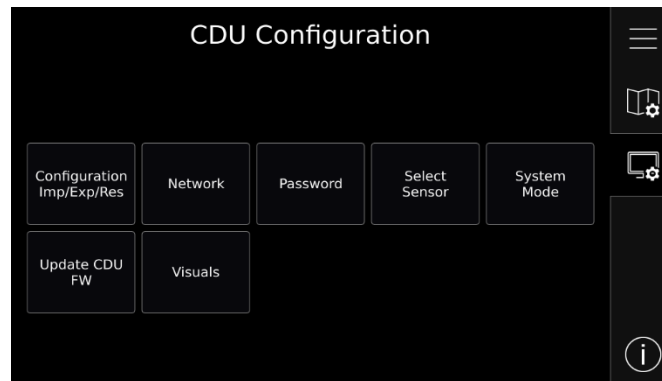 CDU Configuration
Configuration
Imp/Exp/Res
Network
Password
Select
Sensor
System
Mode
Update CDU
FW
Visuals
i